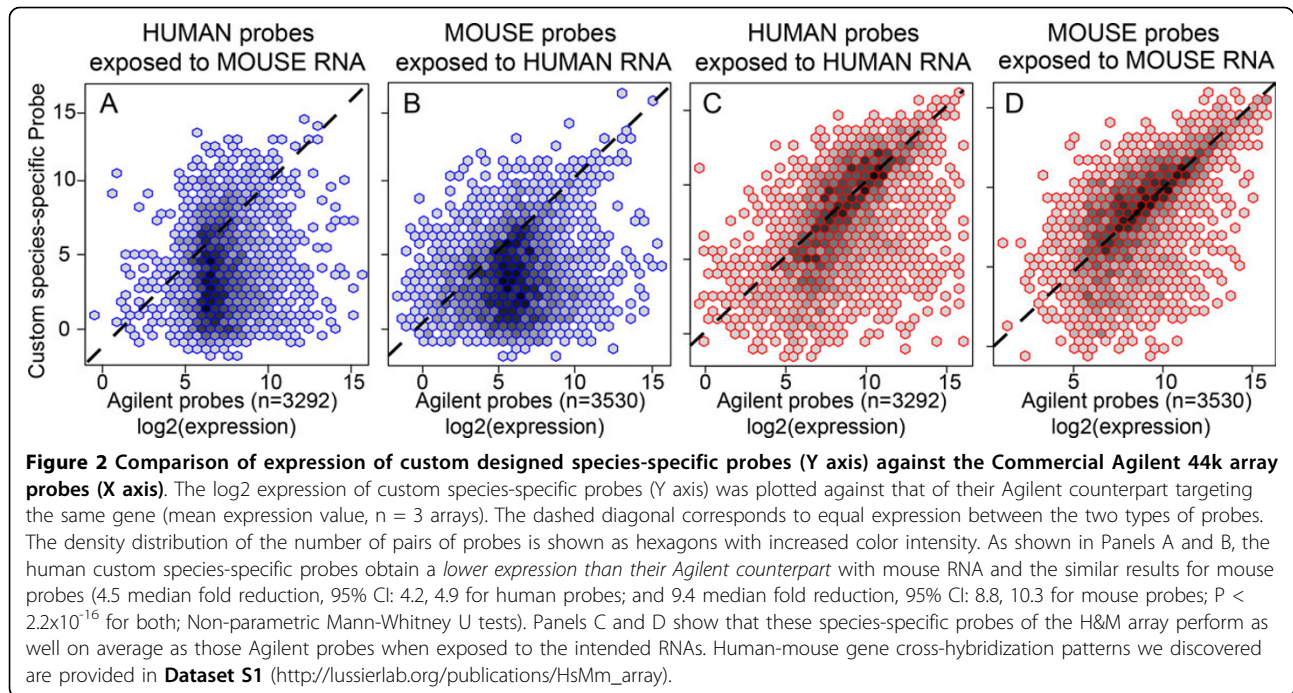 HUMAN probes
exposed to MOUSE RNA
MOUSE probes
exposed to HUMAN RNA
HUMAN probes
exposed to HUMAN RNA
MOUSE probes
exposed to MOUSE RNA
Custom species-specific Probe
A
B
C
D
15
10
5
0
0 5 10 15
0 5 10 15
0 5 10 15
5 10 15
Agilent probes (n=3292)
log2(expression)
Agilent probes (n=3530)
log2(expression)
Agilent probes (n=3292)
log2(expression)
Agilent probes (n=3530)
log2(expression)
Figure 2 Comparison of expression of custom designed species-specific probes (Y axis) against the Commercial Agilent 44k array
probes (X axis). The log2 expression of custom species-specific probes (Y axis) was plotted against that of their Agilent counterpart targeting
the same gene (mean expression value, n = 3 arrays). The dashed diagonal corresponds to equal expression between the two types of probes.
The density distribution of the number of pairs of probes is shown as hexagons with increased color intensity. As shown in Panels A and B, the
human custom species-specific probes obtain a lower expression than their Agilent counterpart with mouse RNA and the similar results for mouse
probes (4.5 median fold reduction, 95% CI: 4.2, 4.9 for human probes; and 9.4 median fold reduction, 95% CI: 8.8, 10.3 for mouse probes; P <
2.2x10⁻¹⁶ for both; Non-parametric Mann-Whitney U tests). Panels C and D show that these species-specific probes of the H&M array perform as
well on average as those Agilent probes when exposed to the intended RNAs. Human-mouse gene cross-hybridization patterns we discovered
are provided in Dataset S1 (http://lussierlab.org/publications/HsMm_array).